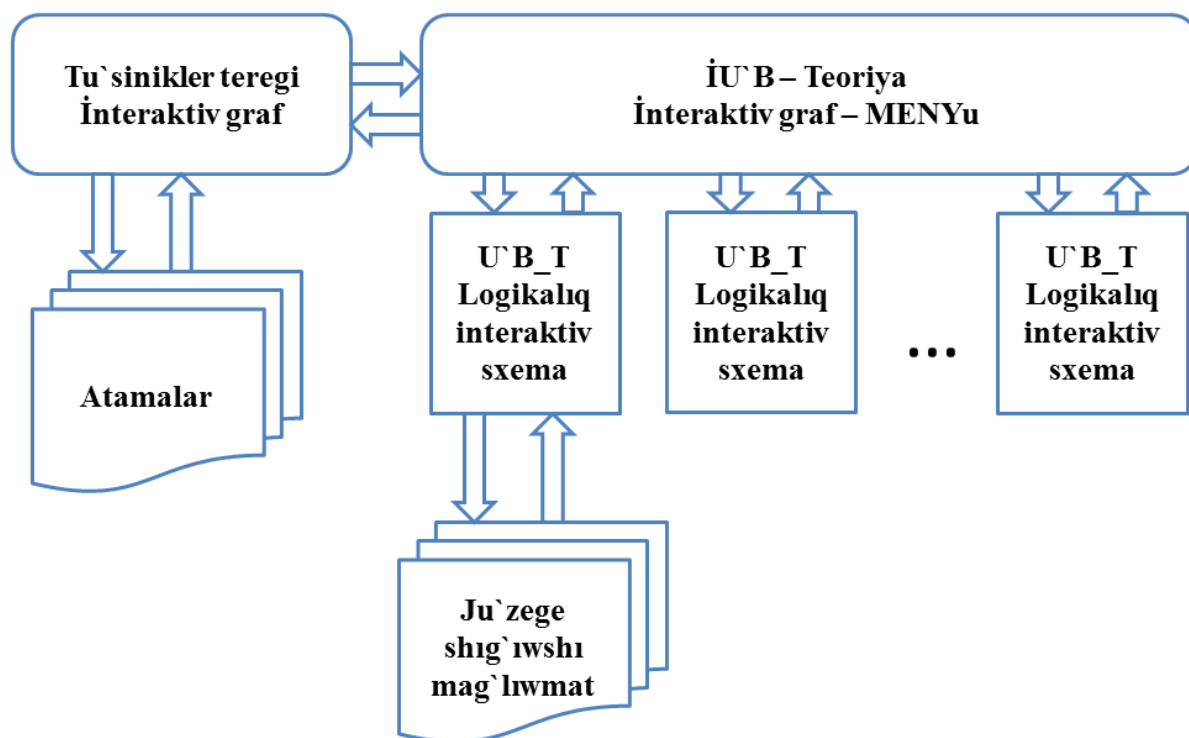 Tu`sinikler teregi
İnteraktiv graf
İU`B – Teoriya
İnteraktiv graf – MENYu
U`B_T
Logikalıq
interaktiv
sxema
U`B_T
Logikalıq
interaktiv
sxema
...
U`B_T
Logikalıq
interaktiv
sxema
Atamalar
Ju`zege
shıg`ıwshı
mag`lıwmat